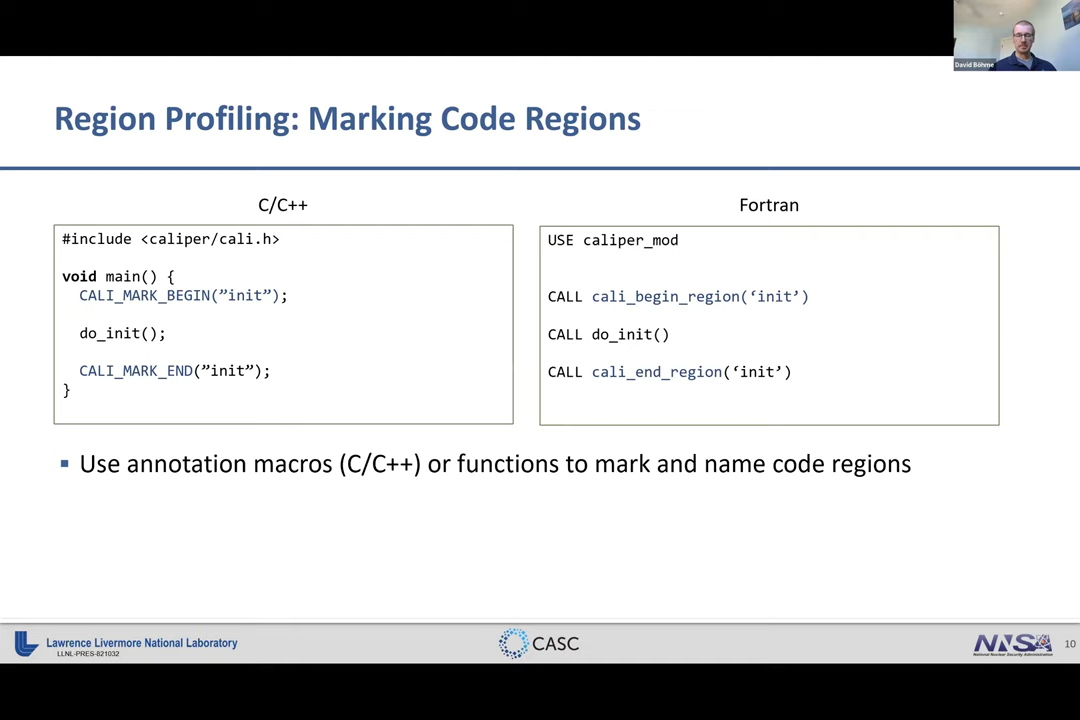 David Böhme
Region Profiling: Marking Code Regions
C/C++
#include <caliper/cali.h>
void main() {
CALI_MARK_BEGIN(”init”);
do_init();
CALI_MARK_END(”init”);
}
Fortran
USE caliper_mod
CALL cali_begin_region(‘init’)
CALL do_init()
CALL cali_end_region(‘init’)
▪ Use annotation macros (C/C++) or functions to mark and name code regions
Lawrence Livermore National Laboratory
LLNL-PRES-821032
CASC
NNSA
National Nuclear Security Administration
10